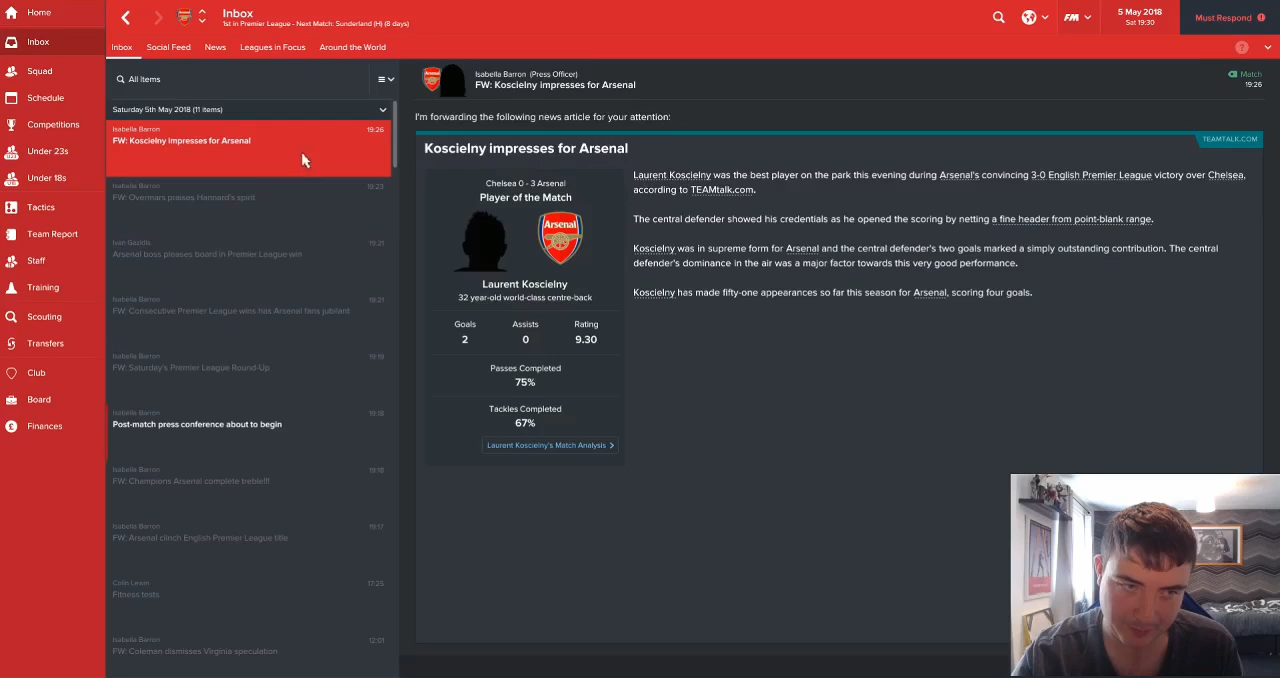 Home
Inbox
Squad
Schedule
Competitions
Under 23s
Under 18s
Tactics
Team Report
Staff
Training
Scouting
Transfers
Club
Board
Finances
Inbox
1st in Premier League - Next Match: Sunderland (H) (8 days)
FM
5 May 2018
Sat 19:30
Must Respond
Inbox
Social Feed
News
Leagues in Focus
Around the World
All Items
Saturday 5th May 2018 (11 items)
Isabella Barron 19:26
FW: Koscielny impresses for Arsenal
Isabella Barron 19:23
FW: Overmars praises Hannard's spirit
Ivan Gazidis 19:21
Arsenal boss pleases board in Premier League win
Isabella Barron 19:21
FW: Consecutive Premier League wins has Arsenal fans jubilant
Isabella Barron 19:19
FW: Saturday's Premier League Round-Up
Isabella Barron 19:18
Post-match press conference about to begin
Isabella Barron 19:18
FW: Champions Arsenal complete treble!!!
Isabella Barron 19:17
FW: Arsenal clinch English Premier League title
Colin Lewin 17:25
Fitness tests
Isabella Barron 12:01
FW: Coleman dismisses Virginia speculation
Isabella Barron (Press Officer)
FW: Koscielny impresses for Arsenal
Match
19:26
I'm forwarding the following news article for your attention:
TEAMTALK.COM
Koscielny impresses for Arsenal
Chelsea 0 - 3 Arsenal
Player of the Match
Arsenal
Laurent Koscielny
32 year-old world-class centre-back
Goals Assists Rating
2 0 9.30
Passes Completed
75%
Tackles Completed
67%
Laurent Koscielny's Match Analysis
Laurent Koscielny was the best player on the park this evening during Arsenal's convincing 3-0 English Premier League victory over Chelsea,
according to TEAMtalk.com.
The central defender showed his credentials as he opened the scoring by netting a fine header from point-blank range.
Koscielny was in supreme form for Arsenal and the central defender's two goals marked a simply outstanding contribution. The central
defender's dominance in the air was a major factor towards this very good performance.
Koscielny has made fifty-one appearances so far this season for Arsenal, scoring four goals.